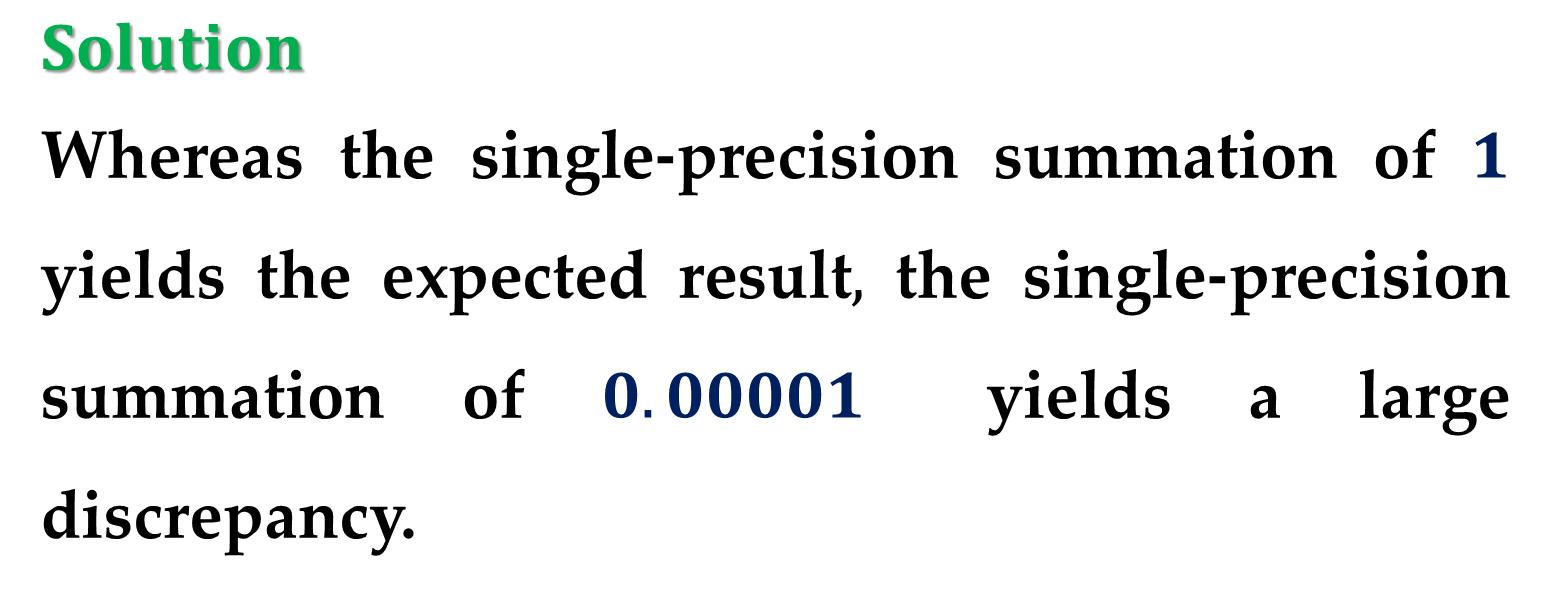 Solution
Whereas the single-precision summation of 1
yields the expected result, the single-precision
summation of 0.00001 yields a large
discrepancy.